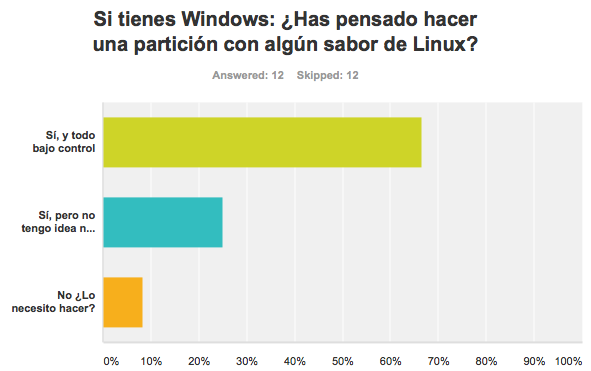 Si tienes Windows: ¿Has pensado hacer
una partición con algún sabor de Linux?
Answered: 12 Skipped: 12
Sí, y todo
bajo control
Sí, pero no
tengo idea n...
No ¿Lo
necesito hacer?
0% 10% 20% 30% 40% 50% 60% 70% 80% 90% 100%